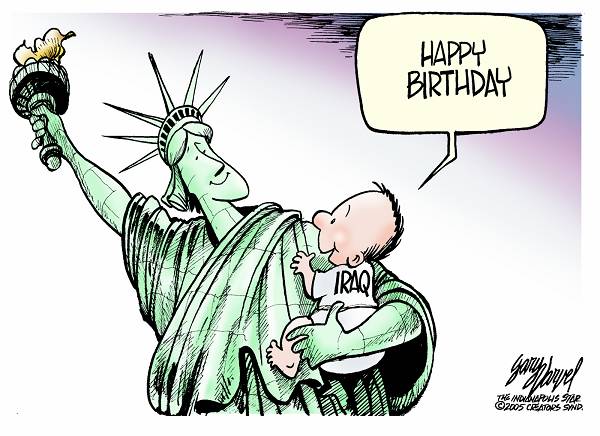 HAPPY
BIRTHDAY
IRAQ
Gary Varvel
THE INDIANAPOLIS STAR
©2005 CREATORS SYND.